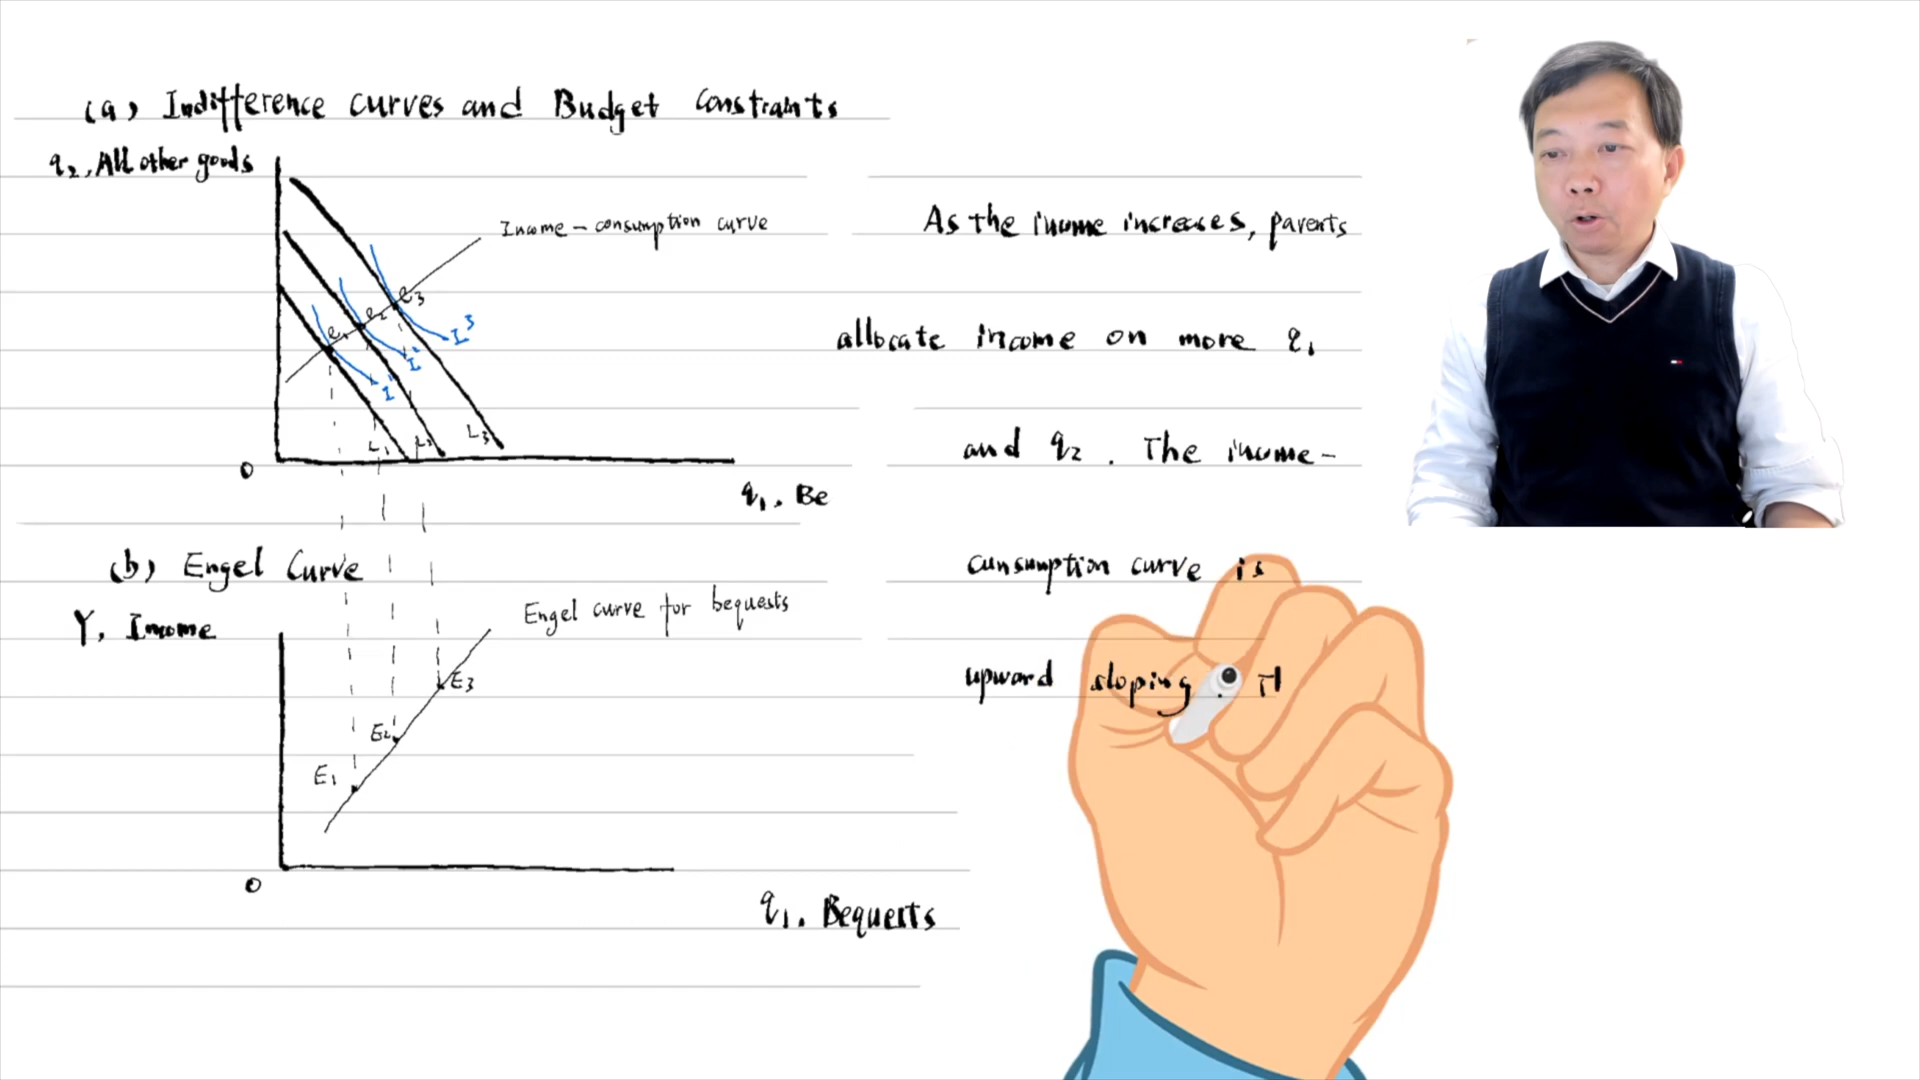 (a) Indifference curves and Budget Constraints
q₂, All other goods
Income - consumption curve
e₁
e₂
e₃
I¹
I²
I³
L₁
L₂
L₃
0
q₁. Be
(b) Engel Curve
Y, Income
Engel curve for bequests
E₁
E₂
E₃
0
q₁. Bequests
As the income increases, parents
allocate income on more q₁
and q₂. The income-
consumption curve is
upward sloping.